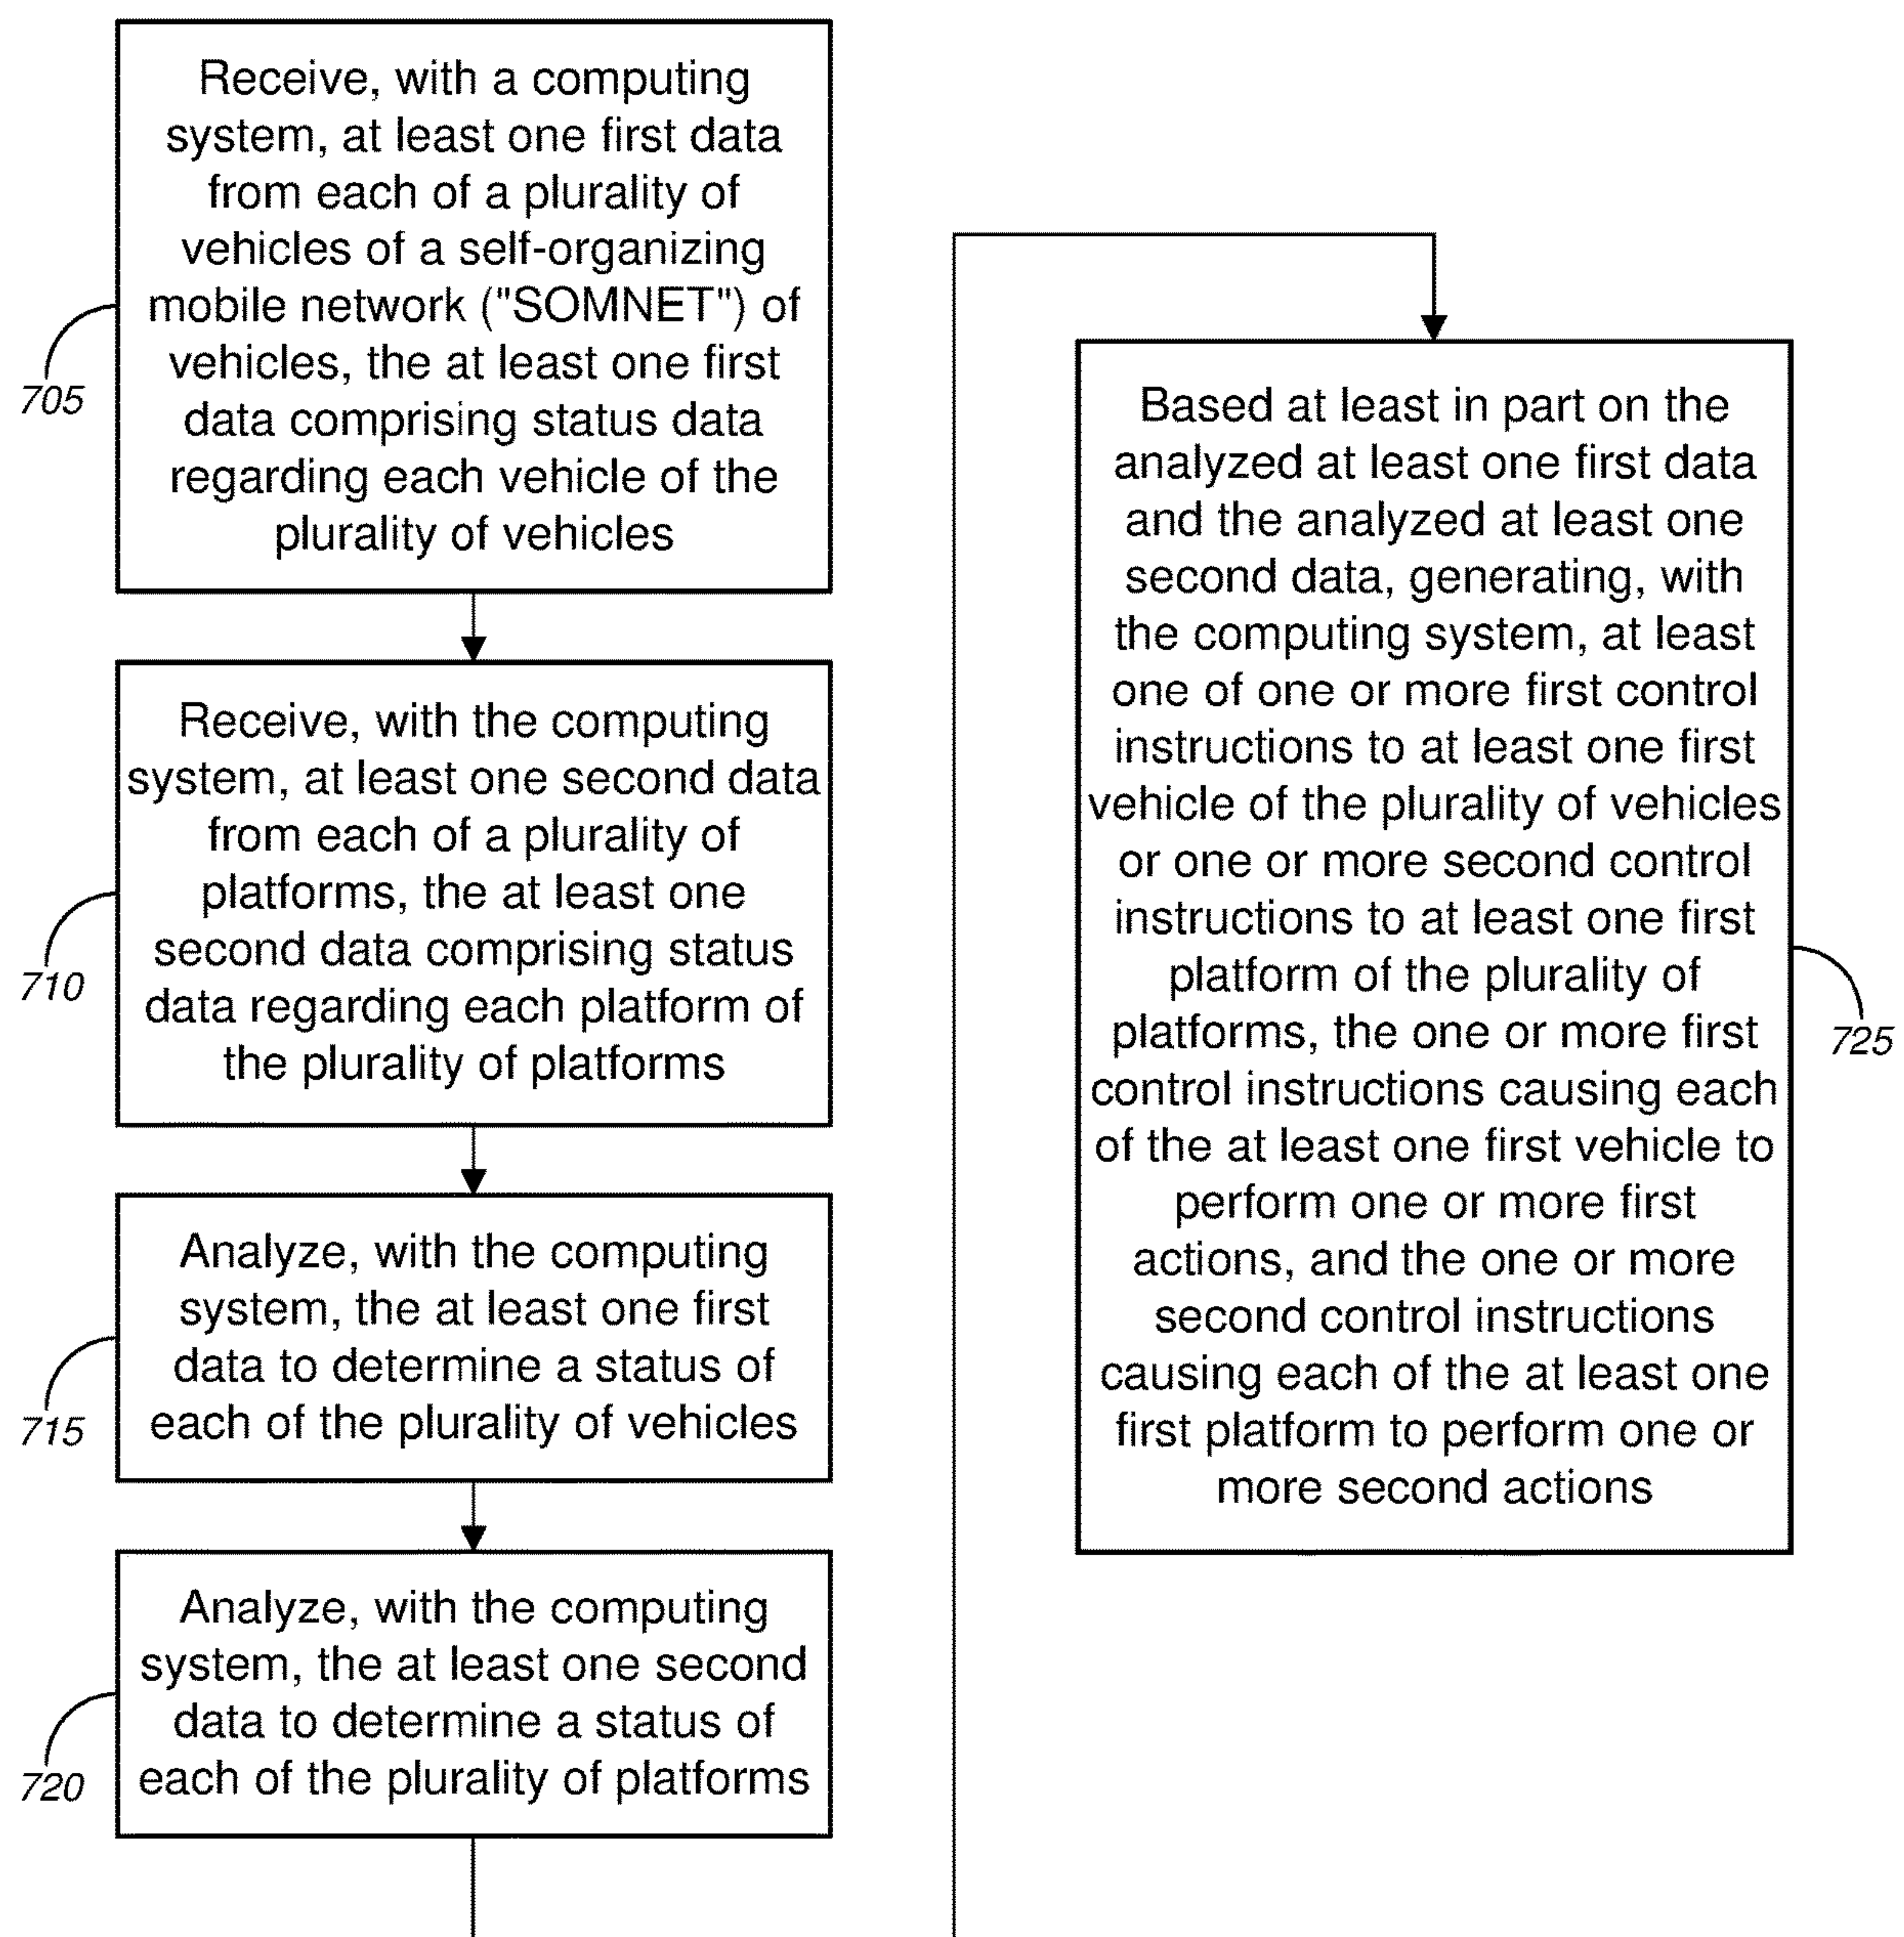 Receive, with a computing
system, at least one first data
from each of a plurality of
vehicles of a self-organizing
mobile network ("SOMNET") of
vehicles, the at least one first
data comprising status data
regarding each vehicle of the
plurality of vehicles
705
Receive, with the computing
system, at least one second data
from each of a plurality of
platforms, the at least one
second data comprising status
data regarding each platform of
the plurality of platforms
710
Analyze, with the computing
system, the at least one first
data to determine a status of
each of the plurality of vehicles
715
Analyze, with the computing
system, the at least one second
data to determine a status of
each of the plurality of platforms
720
Based at least in part on the
analyzed at least one first data
and the analyzed at least one
second data, generating, with
the computing system, at least
one of one or more first control
instructions to at least one first
vehicle of the plurality of vehicles
or one or more second control
instructions to at least one first
platform of the plurality of
platforms, the one or more first
control instructions causing each
of the at least one first vehicle to
perform one or more first
actions, and the one or more
second control instructions
causing each of the at least one
first platform to perform one or
more second actions
725